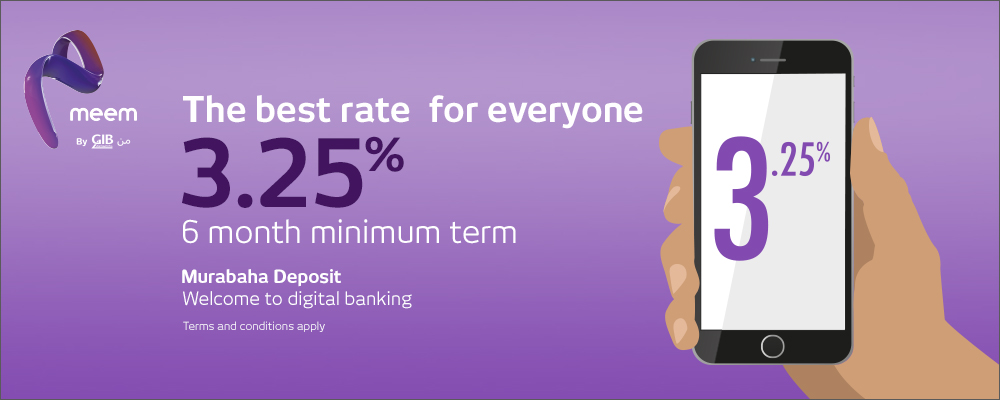 meem
By GIB من
The best rate for everyone
3.25%
6 month minimum term
Murabaha Deposit
Welcome to digital banking
Terms and conditions apply
3.25%